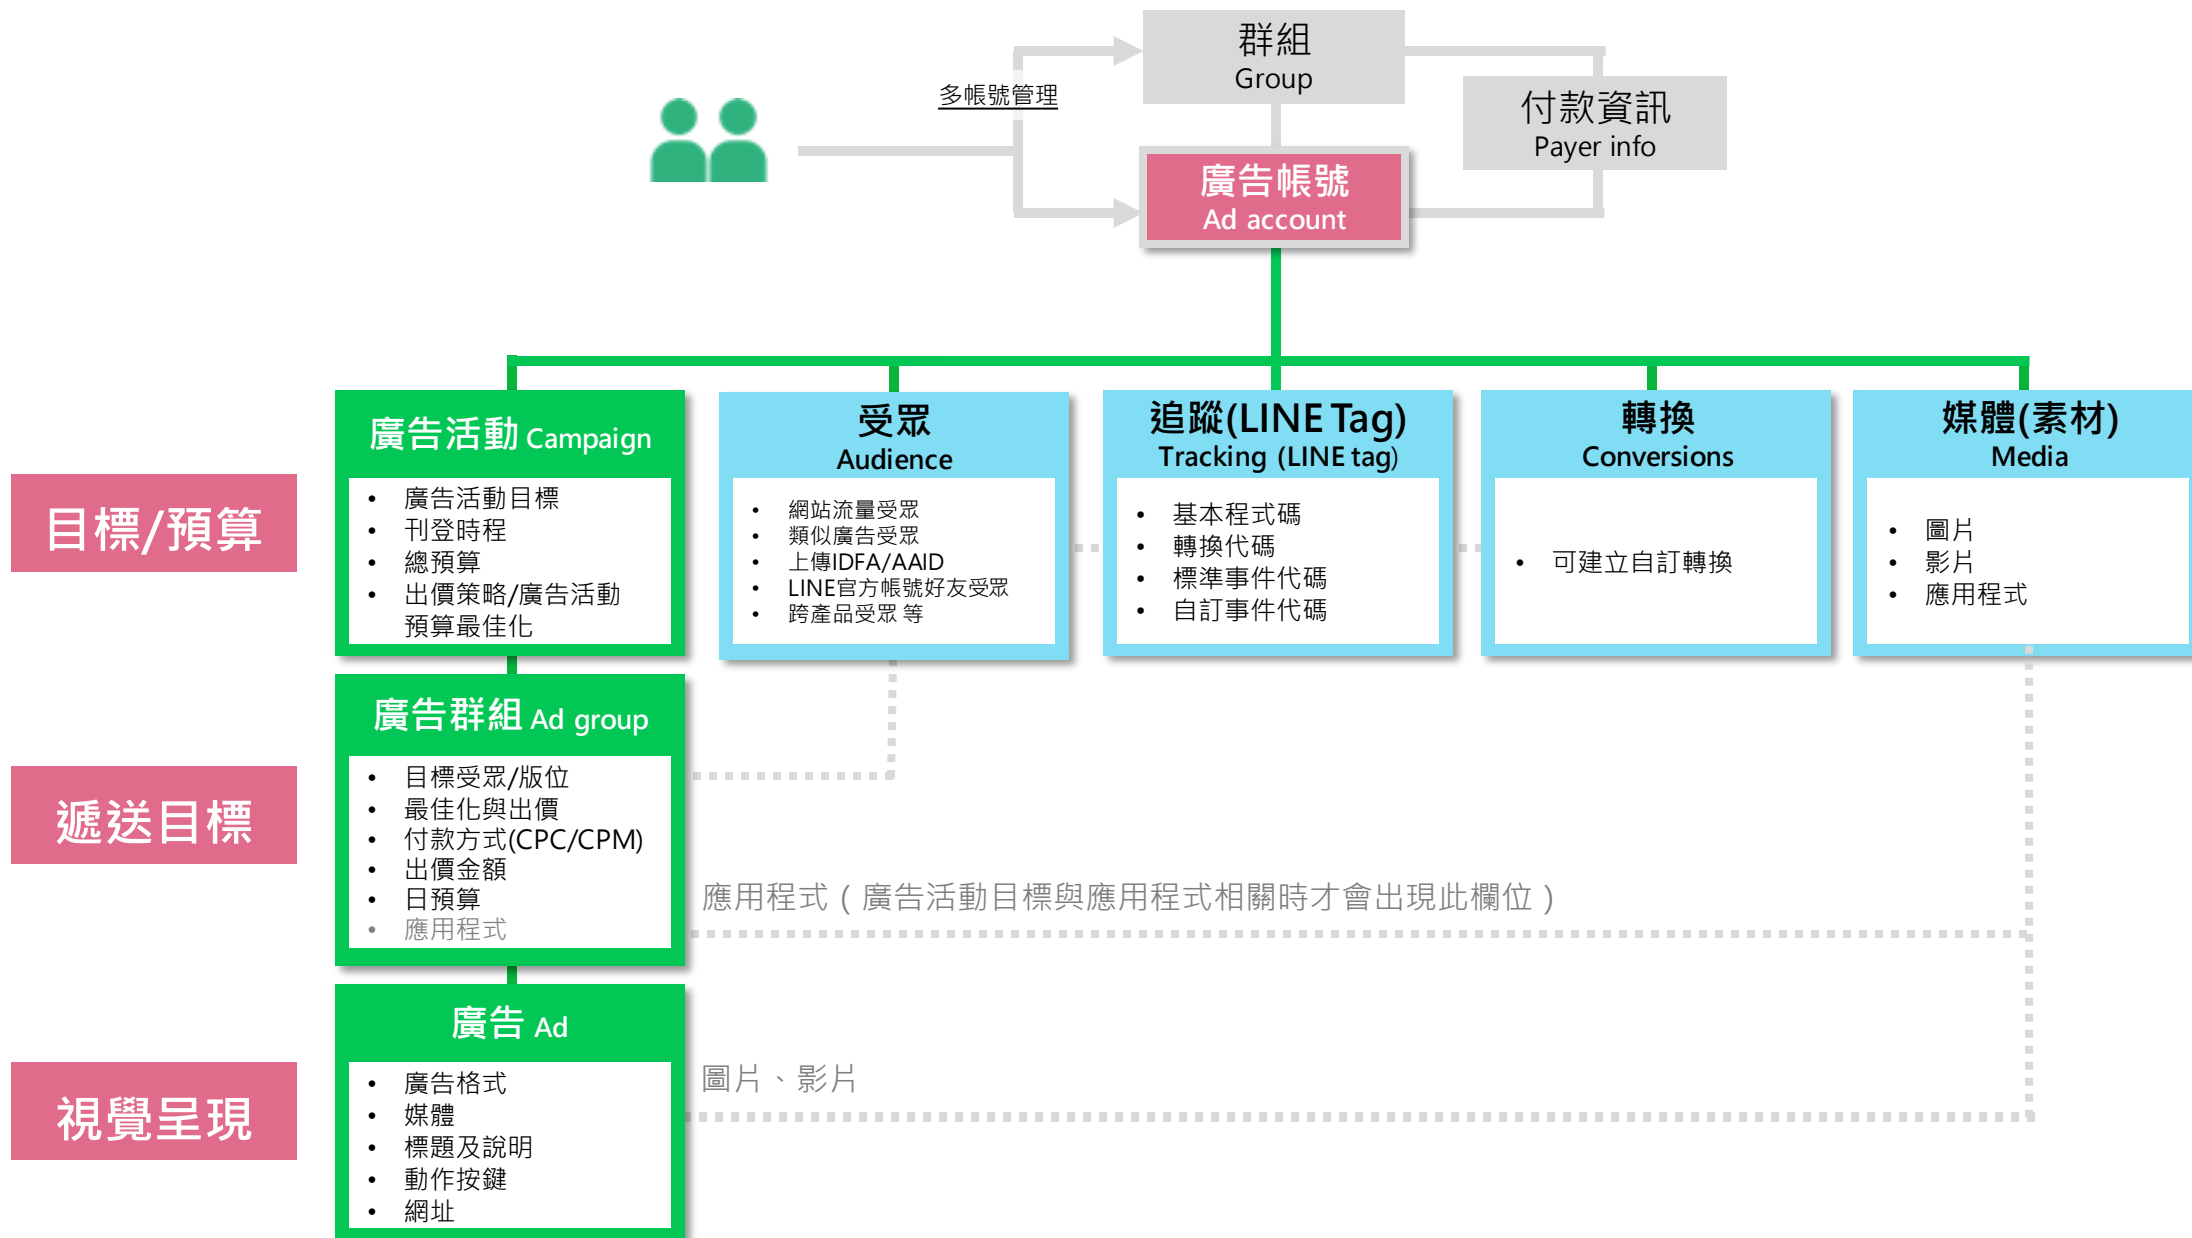 群組
Group
多帳號管理
付款資訊
Payer info
廣告帳號
Ad account
廣告活動 Campaign
受眾
Audience
追蹤(LINE Tag)
Tracking (LINE tag)
轉換
Conversions
媒體(素材)
Media
目標/預算
• 廣告活動目標
• 刊登時程
• 總預算
• 出價策略/廣告活動
預算最佳化
• 網站流量受眾
• 類似廣告受眾
• 上傳IDFA/AAID
• LINE官方帳號好友受眾
• 跨產品受眾 等
• 基本程式碼
• 轉換代碼
• 標準事件代碼
• 自訂事件代碼
• 可建立自訂轉換
• 圖片
• 影片
• 應用程式
廣告群組 Ad group
遞送目標
• 目標受眾/版位
• 最佳化與出價
• 付款方式(CPC/CPM)
• 出價金額
• 日預算
• 應用程式
應用程式（廣告活動目標與應用程式相關時才會出現此欄位）
廣告 Ad
視覺呈現
• 廣告格式
• 媒體
• 標題及說明
• 動作按鍵
• 網址
圖片、影片